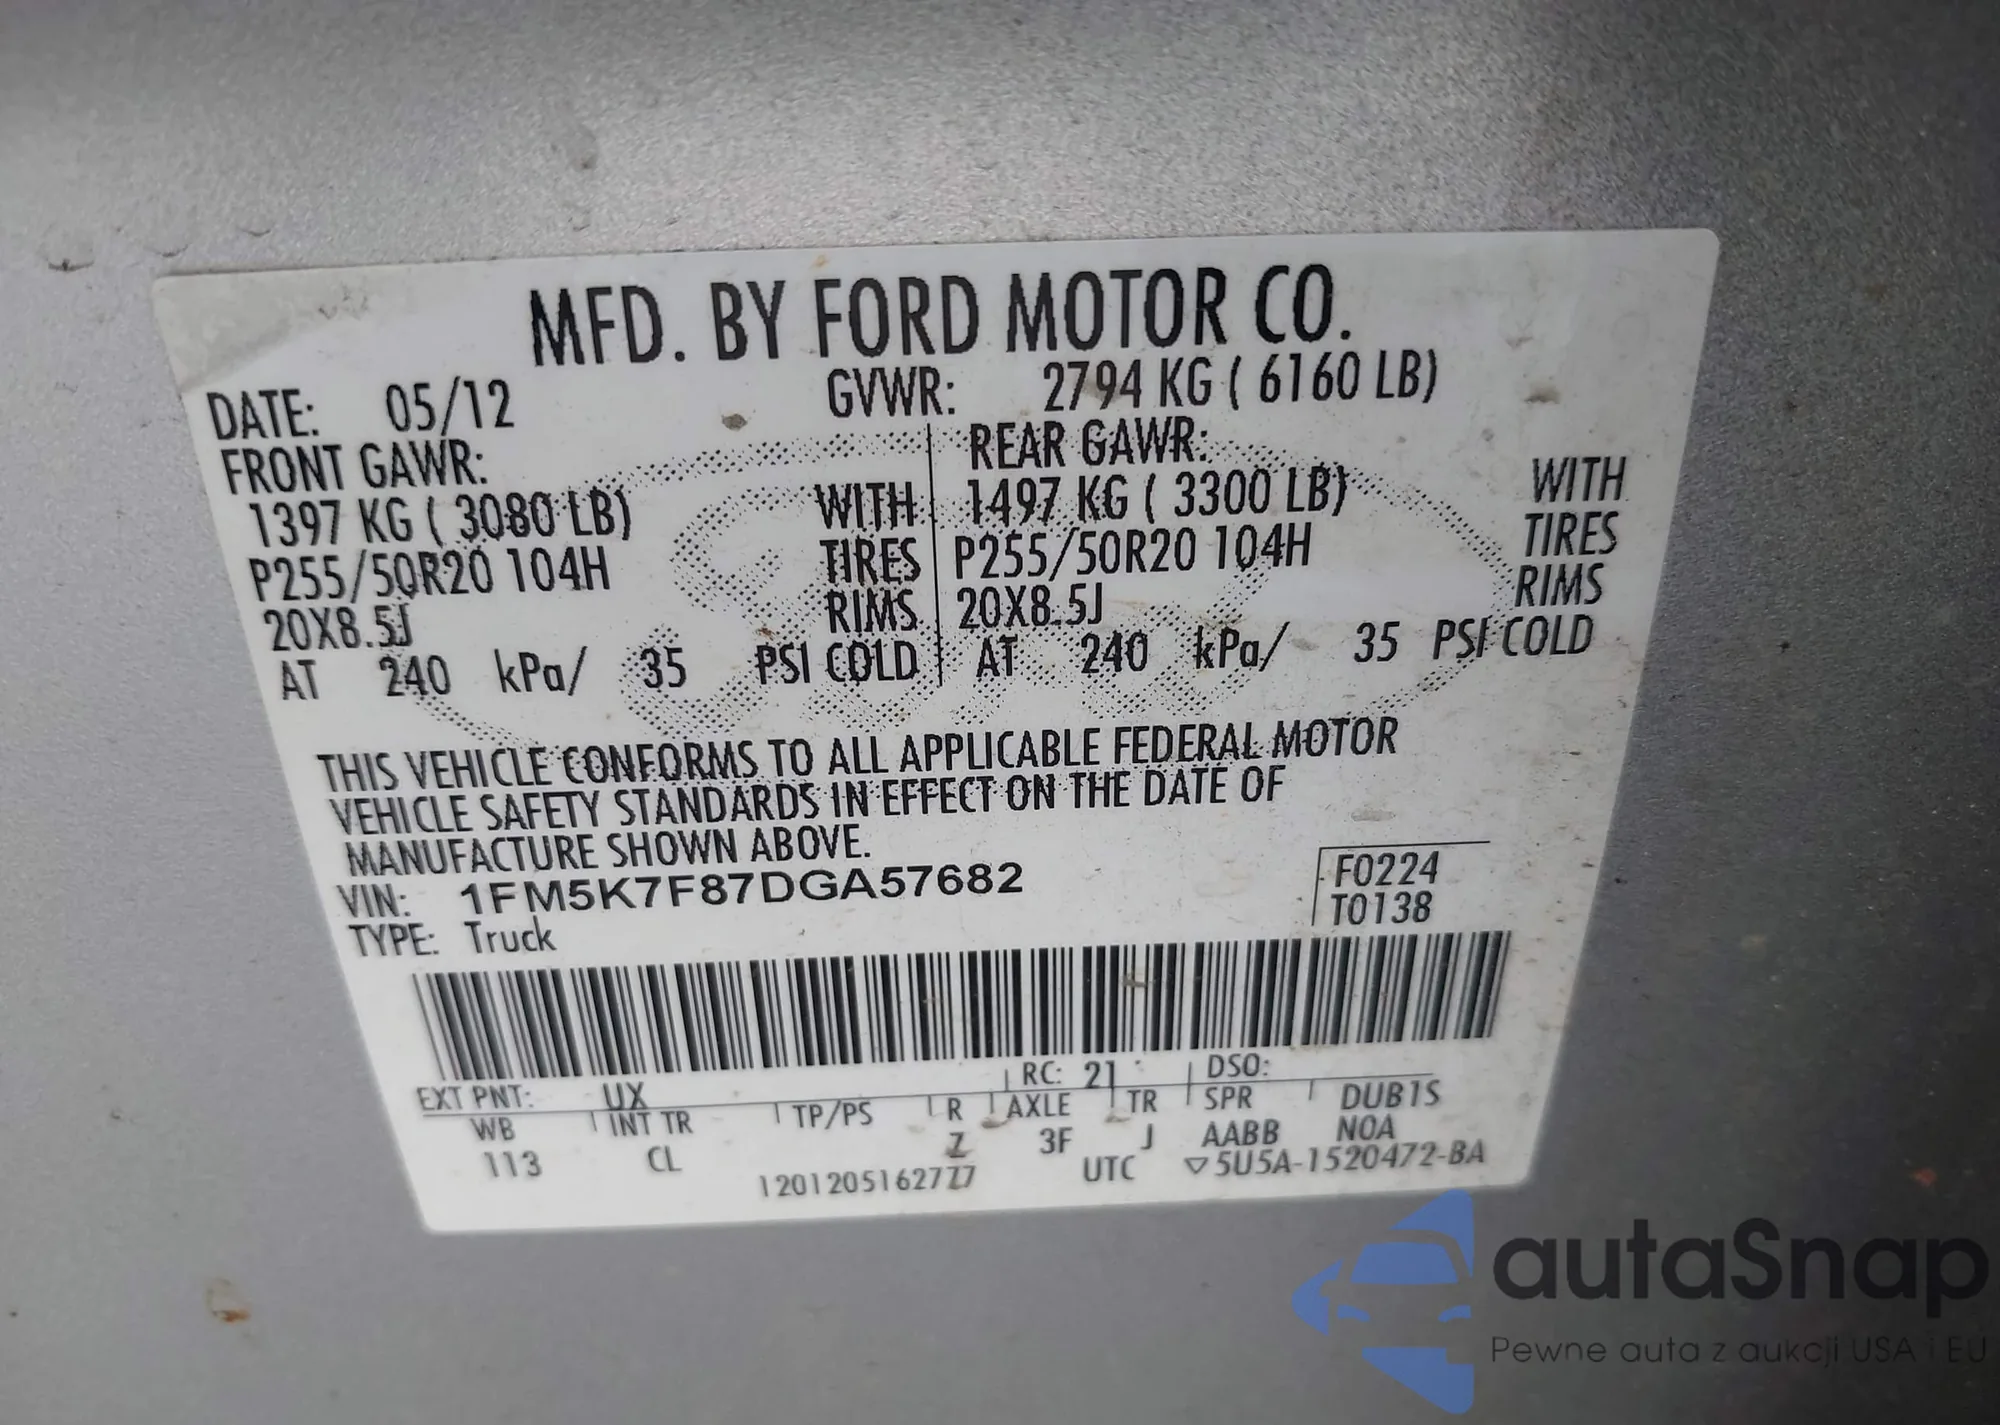 MFD. BY FORD MOTOR CO.
DATE: 05/12 GVWR: 2794 KG ( 6160 LB)
FRONT GAWR: REAR GAWR:
1397 KG ( 3080 LB) WITH 1497 KG ( 3300 LB) WITH
P255/50R20 104H TIRES P255/50R20 104H TIRES
20X8.5J RIMS 20X8.5J RIMS
AT 240 kPa/ 35 PSI COLD AT 240 kPa/ 35 PSI COLD
THIS VEHICLE CONFORMS TO ALL APPLICABLE FEDERAL MOTOR
VEHICLE SAFETY STANDARDS IN EFFECT ON THE DATE OF
MANUFACTURE SHOWN ABOVE.
VIN: 1FM5K7F87DGA57682 F0224
TYPE: Truck T0138
EXT PNT: UX RC: 21 DSO:
WB INT TR TP/PS R AXLE TR SPR DUB1S
113 CL Z 3F J AABB NOA
12012051627Z7 UTC ▽5U5A-1520472-BA
autaSnap
Pewne auta z aukcji USA i EU